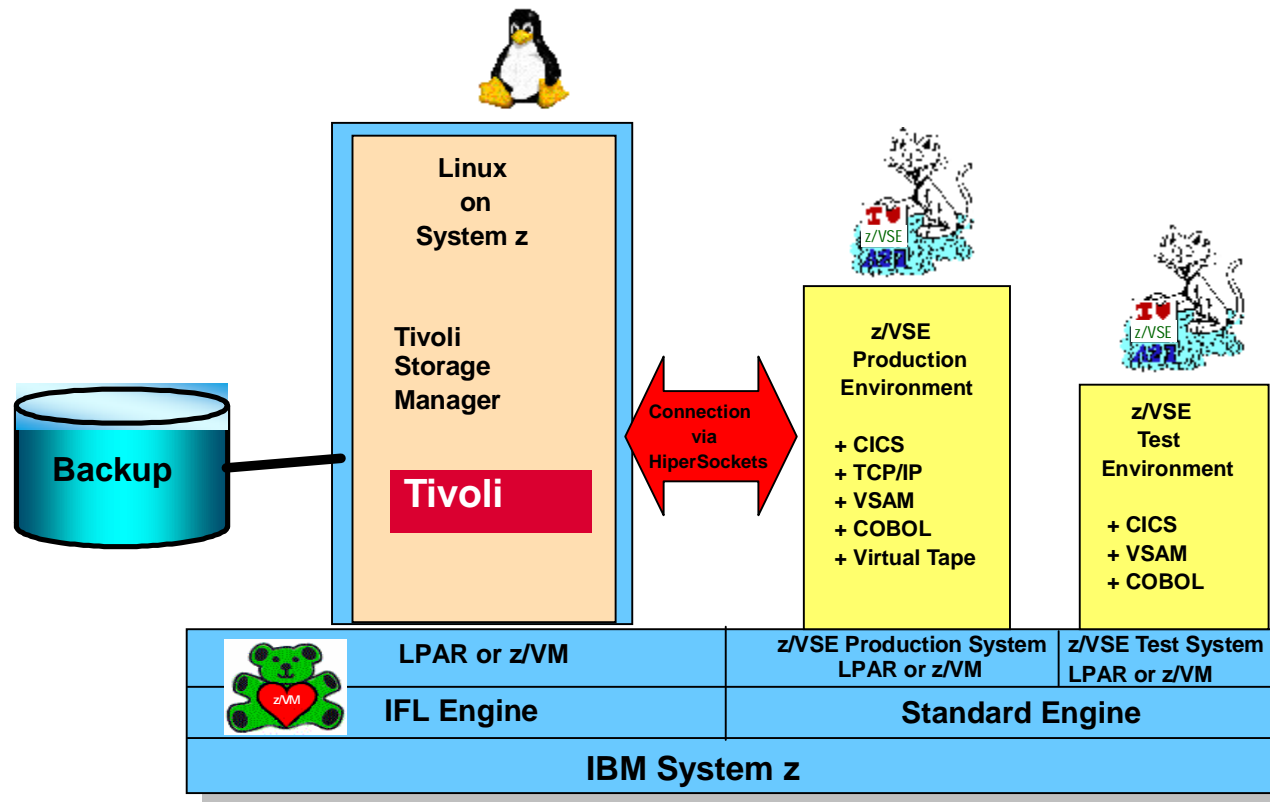 Linux
on
System z
Tivoli
Storage
Manager
Tivoli
Backup
Connection
via
HiperSockets
I
z/VSE
z/VSE
Production
Environment
+ CICS
+ TCP/IP
+ VSAM
+ COBOL
+ Virtual Tape
I
z/VSE
z/VSE
Test
Environment
+ CICS
+ VSAM
+ COBOL
z/VM
LPAR or z/VM
z/VSE Production System
LPAR or z/VM
z/VSE Test System
LPAR or z/VM
IFL Engine
Standard Engine
IBM System z